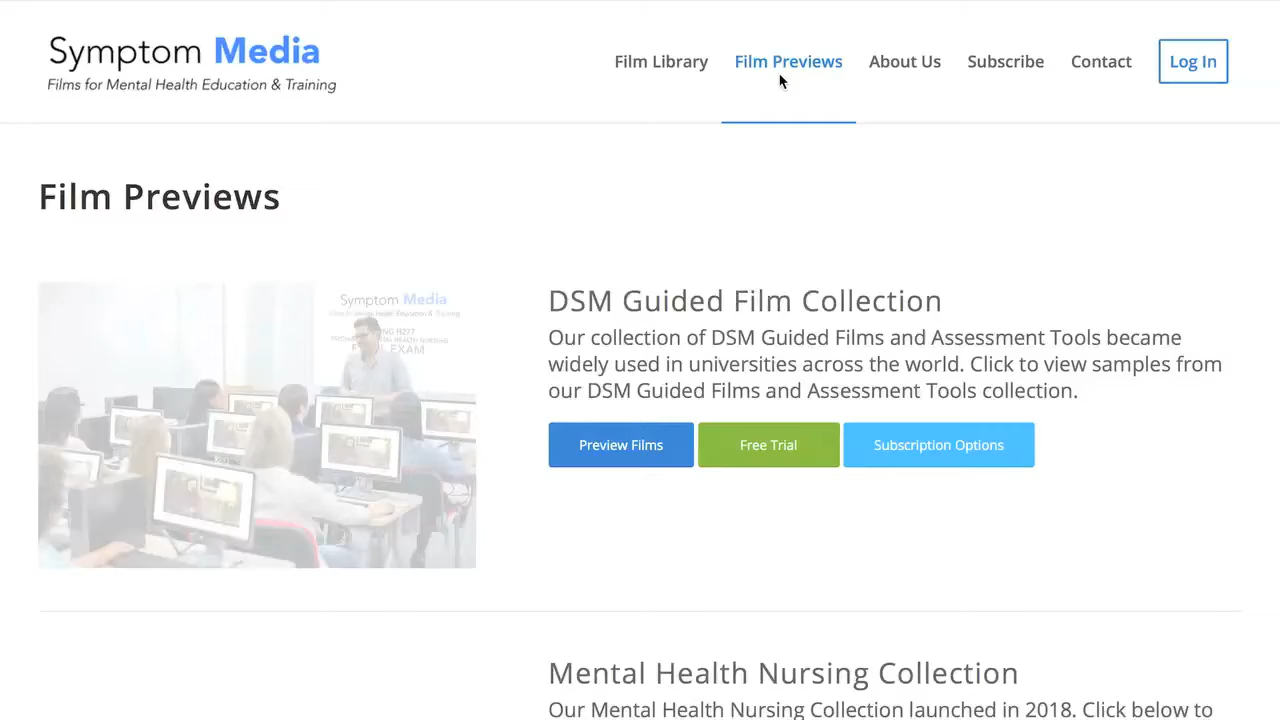 Symptom Media
Films for Mental Health Education & Training
Film Library
Film Previews
About Us
Subscribe
Contact
Log In
Film Previews
Symptom Media
FINAL EXAM
DSM Guided Film Collection
Our collection of DSM Guided Films and Assessment Tools became
widely used in universities across the world. Click to view samples from
our DSM Guided Films and Assessment Tools collection.
Preview Films
Free Trial
Subscription Options
Mental Health Nursing Collection
Our Mental Health Nursing Collection launched in 2018. Click below to